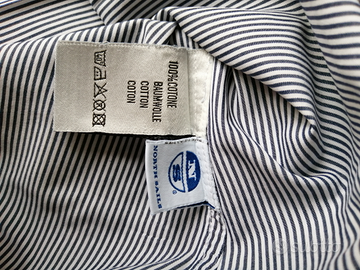 100% COTONE
BAUMWOLLE
COTTON
COTON
N
S
NORTH SAILS